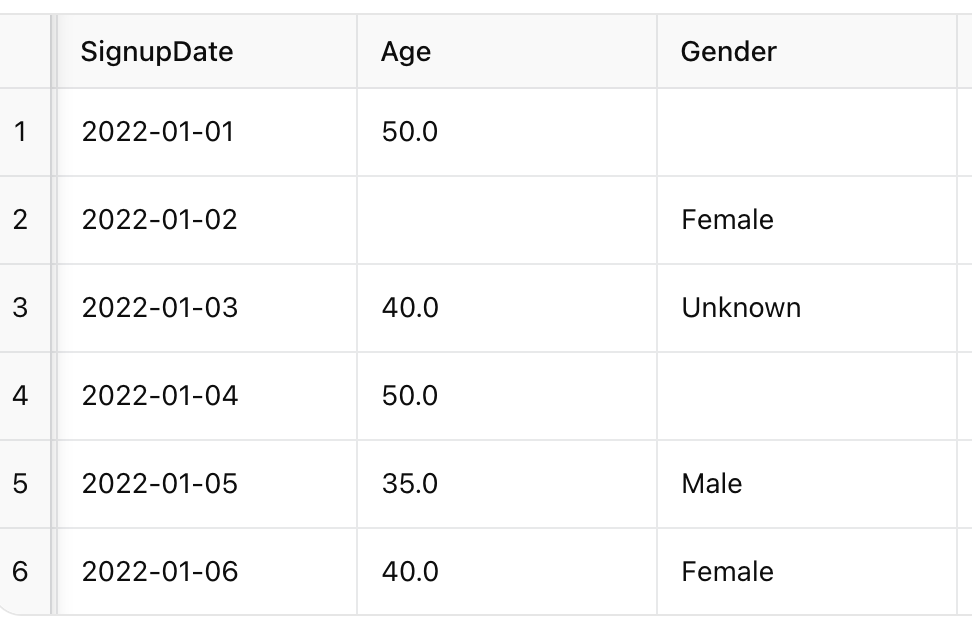 SignupDate Age Gender
1 2022-01-01 50.0
2 2022-01-02 Female
3 2022-01-03 40.0 Unknown
4 2022-01-04 50.0
5 2022-01-05 35.0 Male
6 2022-01-06 40.0 Female